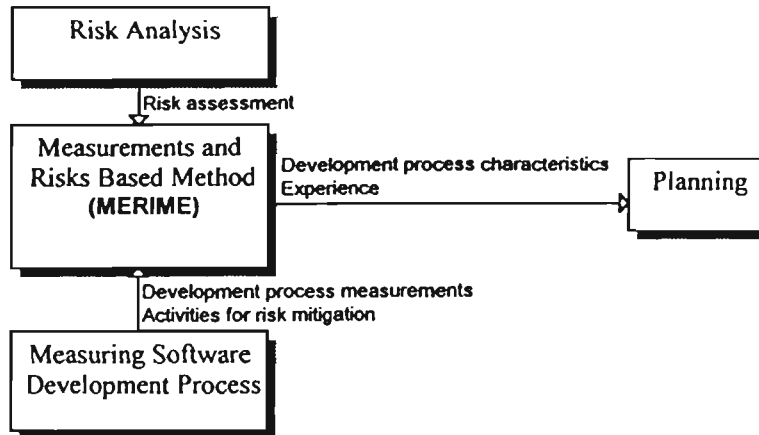 Risk Analysis
Risk assessment
Measurements and
Risks Based Method
(MERIME)
Development process characteristics
Experience
Planning
Development process measurements
Activities for risk mitigation
Measuring Software
Development Process